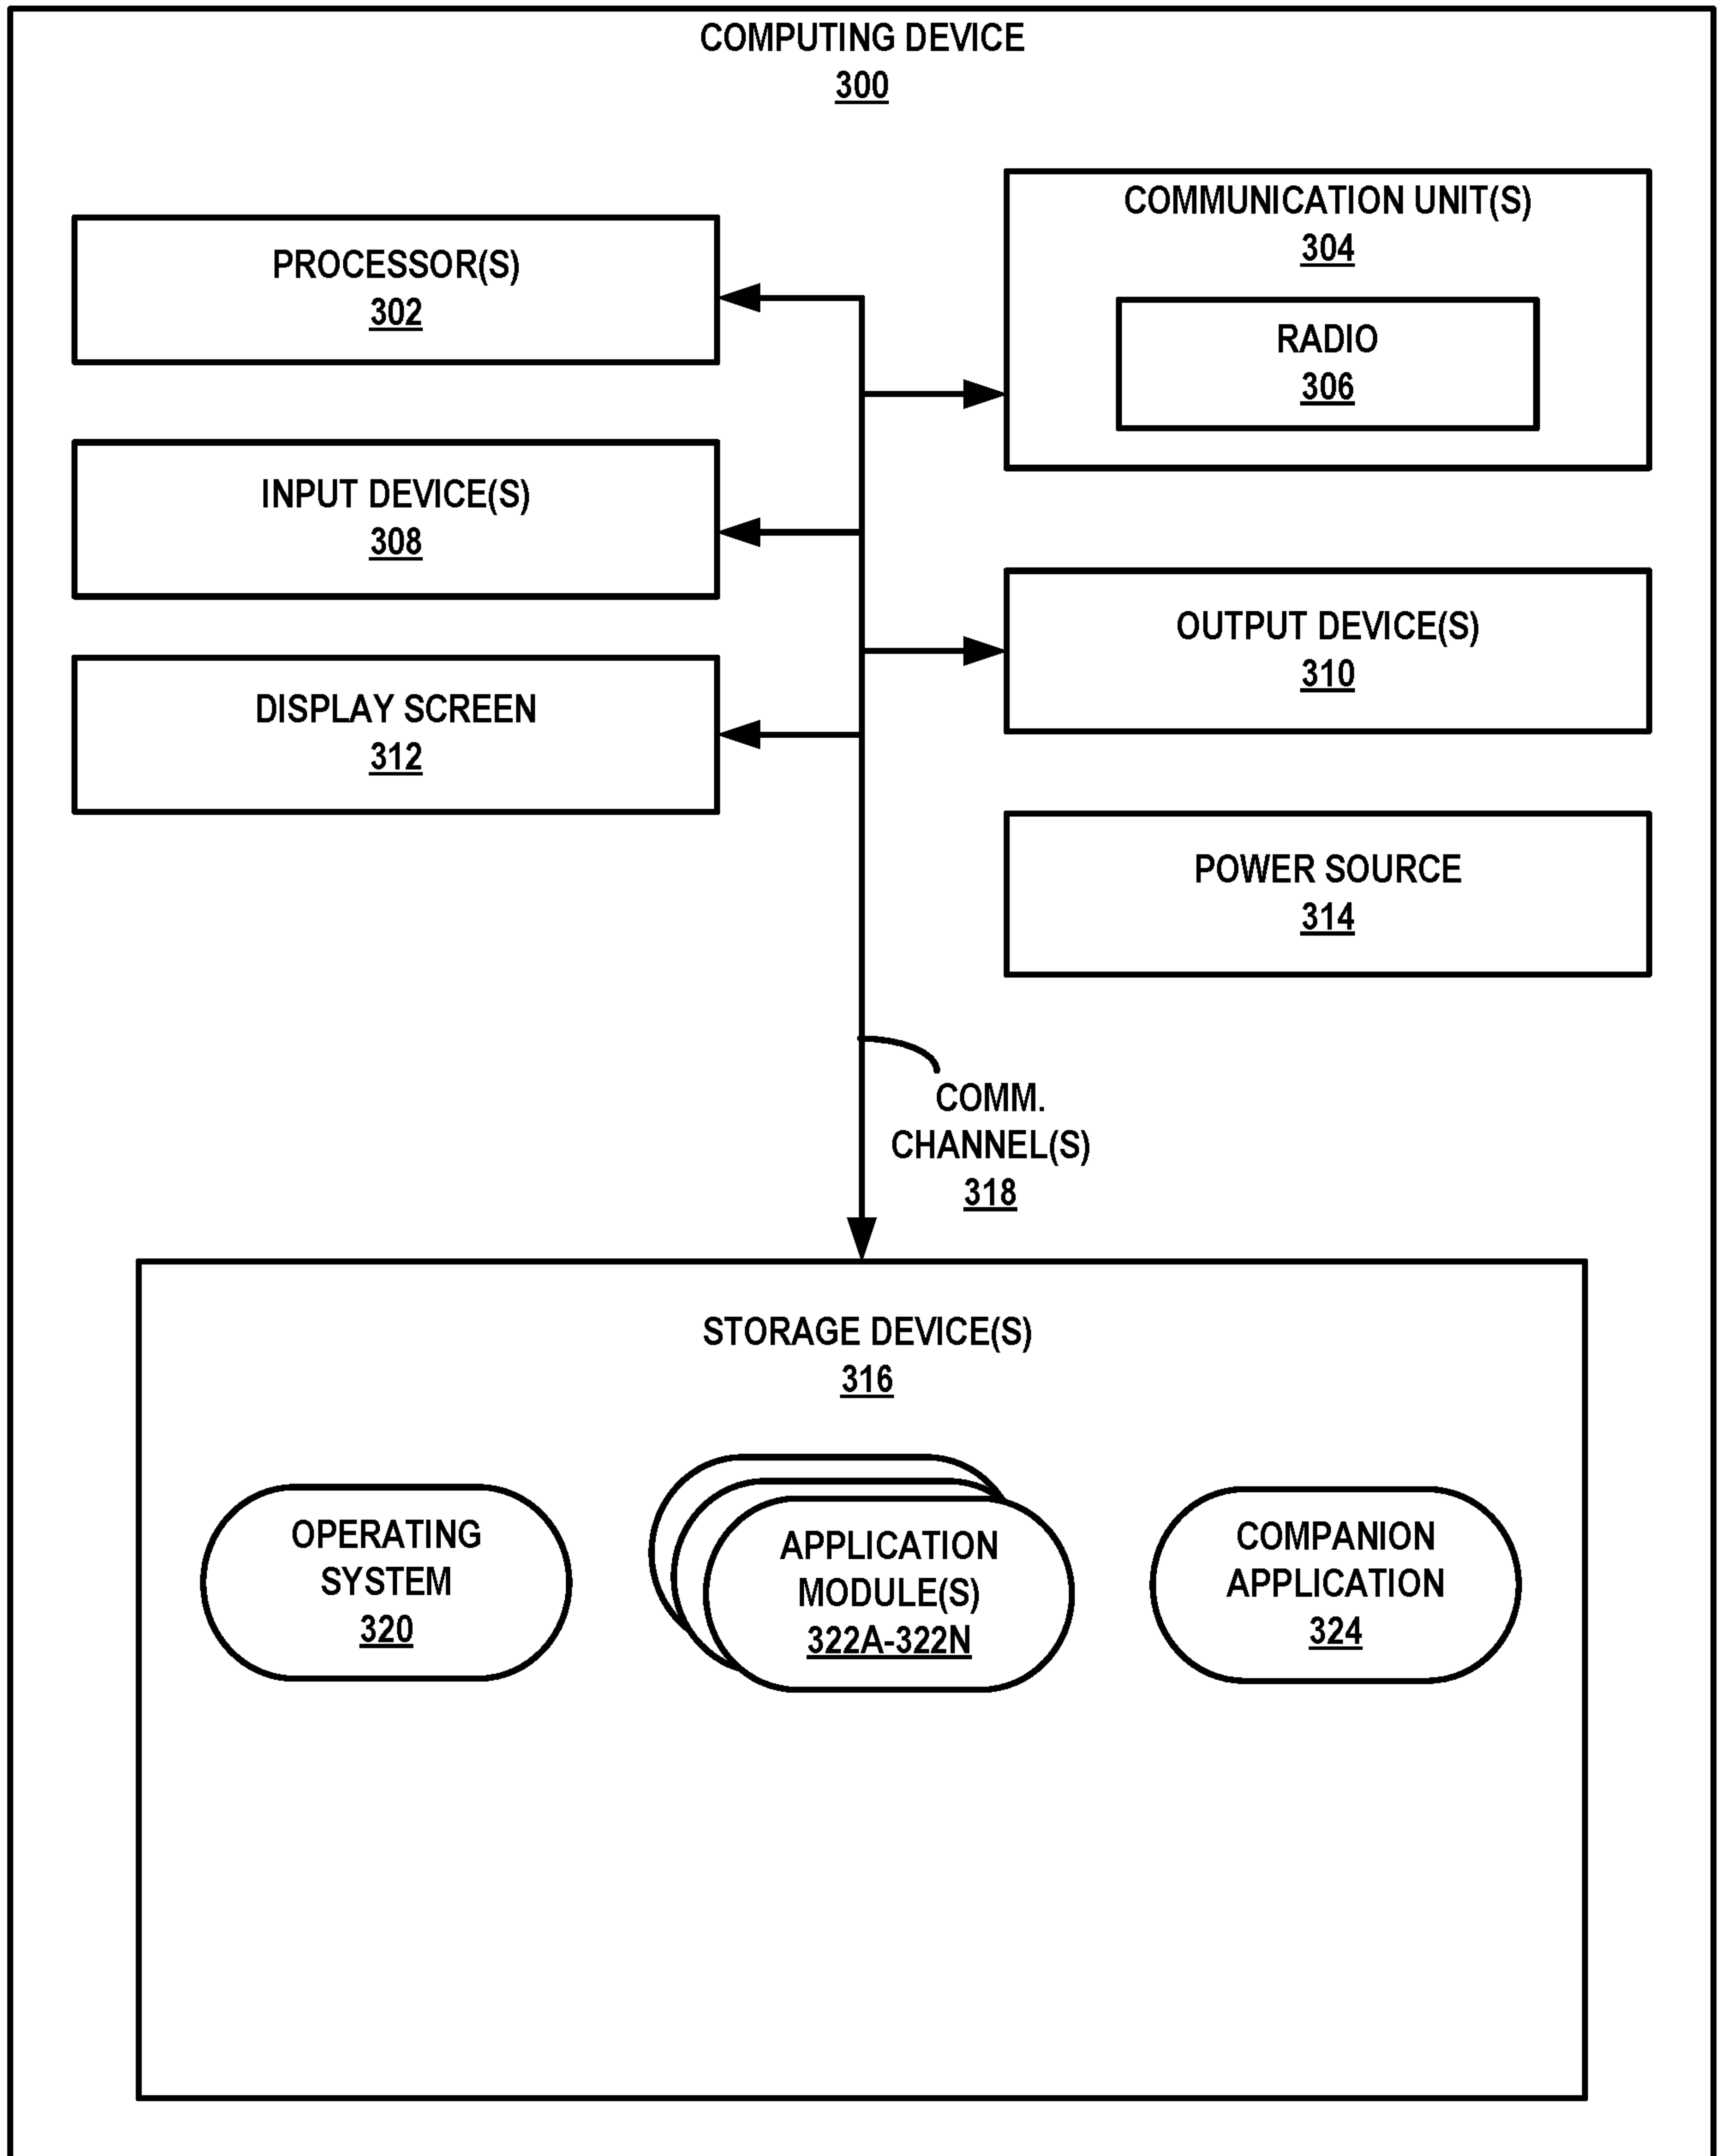 COMPUTING DEVICE
300
PROCESSOR(S)
302
COMMUNICATION UNIT(S)
304
RADIO
306
INPUT DEVICE(S)
308
OUTPUT DEVICE(S)
310
DISPLAY SCREEN
312
POWER SOURCE
314
COMM.
CHANNEL(S)
318
STORAGE DEVICE(S)
316
OPERATING
SYSTEM
320
APPLICATION
MODULE(S)
322A-322N
COMPANION
APPLICATION
324